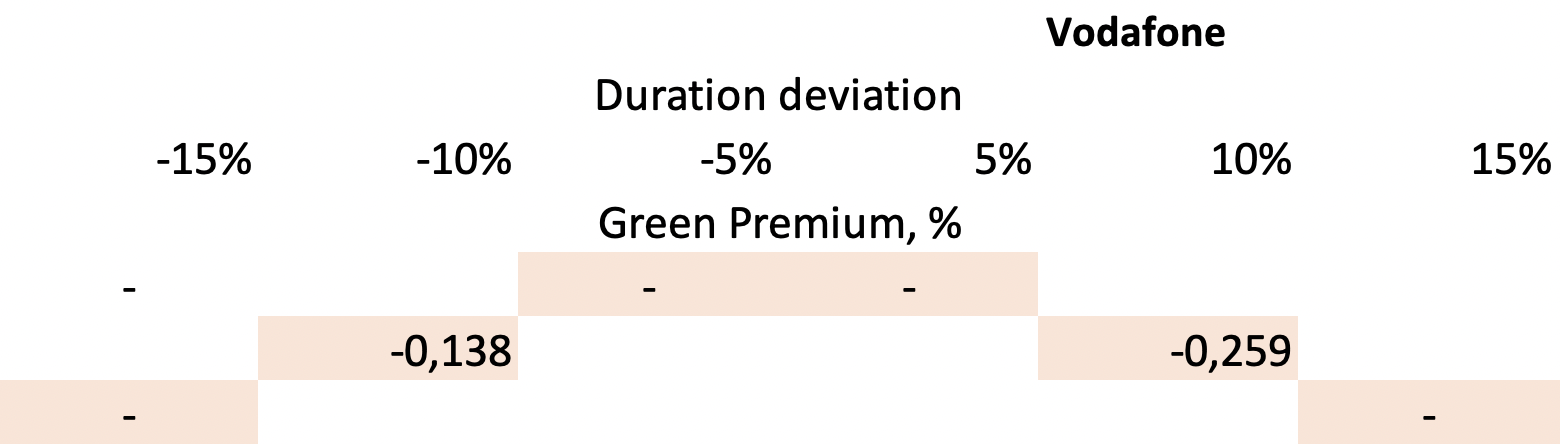 Vodafone
Duration deviation
-15% -10% -5% 5% 10% 15%
Green Premium, %
- - -
-0,138 -0,259
- -